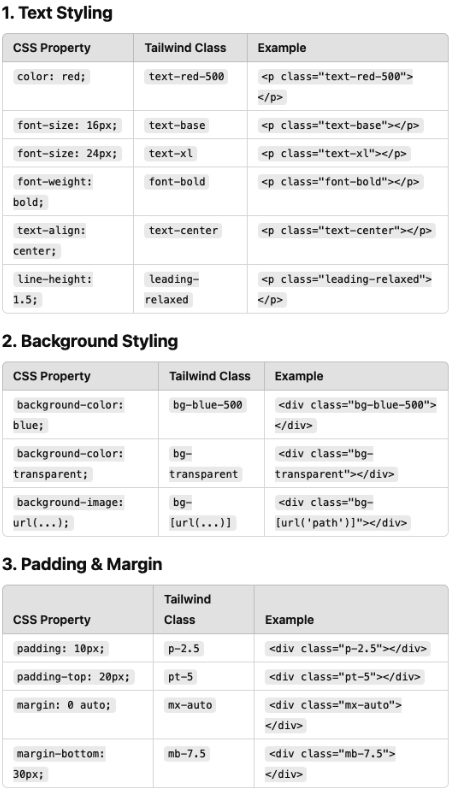 1. Text Styling
CSS Property Tailwind Class Example
color: red; text-red-500 <p class="text-red-500">
</p>
font-size: 16px; text-base <p class="text-base"></p>
font-size: 24px; text-xl <p class="text-xl"></p>
font-weight: font-bold <p class="font-bold"></p>
bold;
text-align: text-center <p class="text-center"></p>
center;
line-height: leading- <p class="leading-relaxed">
1.5; relaxed </p>
2. Background Styling
CSS Property Tailwind Class Example
background-color: bg-blue-500 <div class="bg-blue-500">
blue; </div>
background-color: bg- <div class="bg-
transparent; transparent transparent"></div>
background-image: bg- <div class="bg-
url(...); [url(...)] [url('path')]"></div>
3. Padding & Margin
Tailwind
CSS Property Class Example
padding: 10px; p-2.5 <div class="p-2.5"></div>
padding-top: 20px; pt-5 <div class="pt-5"></div>
margin: 0 auto; mx-auto <div class="mx-auto">
</div>
margin-bottom: mb-7.5 <div class="mb-7.5">
30px; </div>